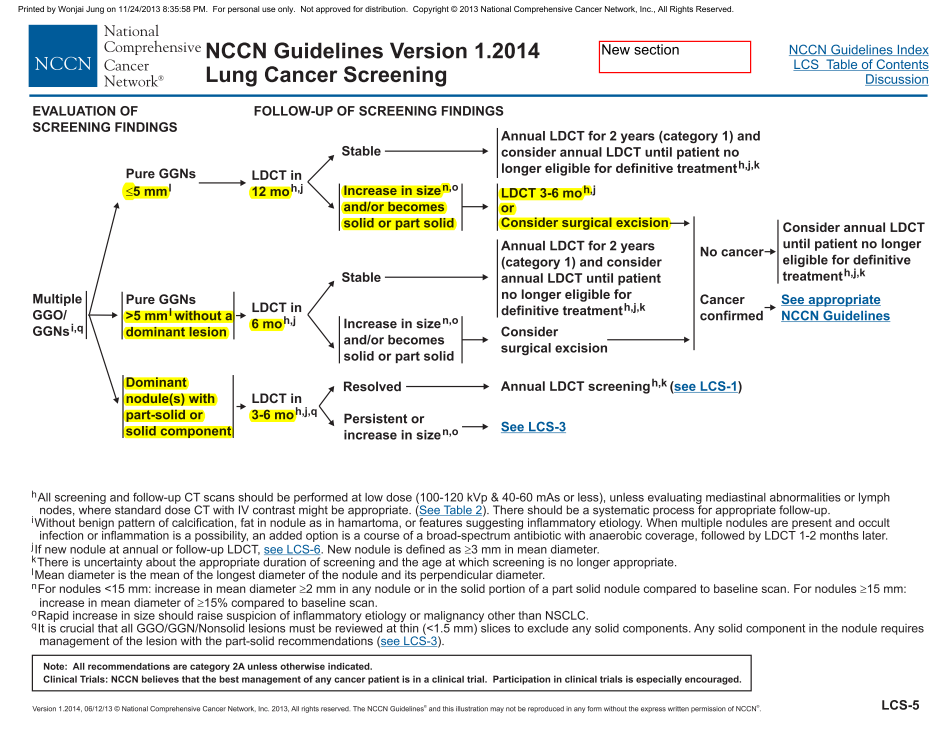 Printed by Wonjai Jung on 11/24/2013 8:35:58 PM. For personal use only. Not approved for distribution. Copyright © 2013 National Comprehensive Cancer Network, Inc., All Rights Reserved.
NCCN
National
Comprehensive
Cancer
Network®
NCCN Guidelines Version 1.2014
Lung Cancer Screening
New section
NCCN Guidelines Index
LCS Table of Contents
Discussion
EVALUATION OF
SCREENING FINDINGS
FOLLOW-UP OF SCREENING FINDINGS
Multiple
GGO/
GGNs i,q
Pure GGNs
≤5 mm l
LDCT in
12 mo h,j
Stable
Annual LDCT for 2 years (category 1) and
consider annual LDCT until patient no
longer eligible for definitive treatment h,j,k
Increase in size n,o
and/or becomes
solid or part solid
LDCT 3-6 mo h,j
or
Consider surgical excision
Pure GGNs
>5 mm l without a
dominant lesion
LDCT in
6 mo h,j
Stable
Annual LDCT for 2 years
(category 1) and consider
annual LDCT until patient
no longer eligible for
definitive treatment h,j,k
Increase in size n,o
and/or becomes
solid or part solid
Consider
surgical excision
No cancer
Consider annual LDCT
until patient no longer
eligible for definitive
treatment h,j,k
Cancer
confirmed
See appropriate
NCCN Guidelines
Dominant
nodule(s) with
part-solid or
solid component
LDCT in
3-6 mo h,j,q
Resolved
Annual LDCT screening h,k (see LCS-1)
Persistent or
increase in size n,o
See LCS-3
h All screening and follow-up CT scans should be performed at low dose (100-120 kVp & 40-60 mAs or less), unless evaluating mediastinal abnormalities or lymph
nodes, where standard dose CT with IV contrast might be appropriate. (See Table 2). There should be a systematic process for appropriate follow-up.
i Without benign pattern of calcification, fat in nodule as in hamartoma, or features suggesting inflammatory etiology. When multiple nodules are present and occult
infection or inflammation is a possibility, an added option is a course of a broad-spectrum antibiotic with anaerobic coverage, followed by LDCT 1-2 months later.
j If new nodule at annual or follow-up LDCT, see LCS-6. New nodule is defined as ≥3 mm in mean diameter.
k There is uncertainty about the appropriate duration of screening and the age at which screening is no longer appropriate.
l Mean diameter is the mean of the longest diameter of the nodule and its perpendicular diameter.
n For nodules <15 mm: increase in mean diameter ≥2 mm in any nodule or in the solid portion of a part solid nodule compared to baseline scan. For nodules ≥15 mm:
increase in mean diameter of ≥15% compared to baseline scan.
o Rapid increase in size should raise suspicion of inflammatory etiology or malignancy other than NSCLC.
q It is crucial that all GGO/GGN/Nonsolid lesions must be reviewed at thin (<1.5 mm) slices to exclude any solid components. Any solid component in the nodule requires
management of the lesion with the part-solid recommendations (see LCS-3).
Note: All recommendations are category 2A unless otherwise indicated.
Clinical Trials: NCCN believes that the best management of any cancer patient is in a clinical trial. Participation in clinical trials is especially encouraged.
Version 1.2014, 06/12/13 © National Comprehensive Cancer Network, Inc. 2013, All rights reserved. The NCCN Guidelines® and this illustration may not be reproduced in any form without the express written permission of NCCN®.
LCS-5